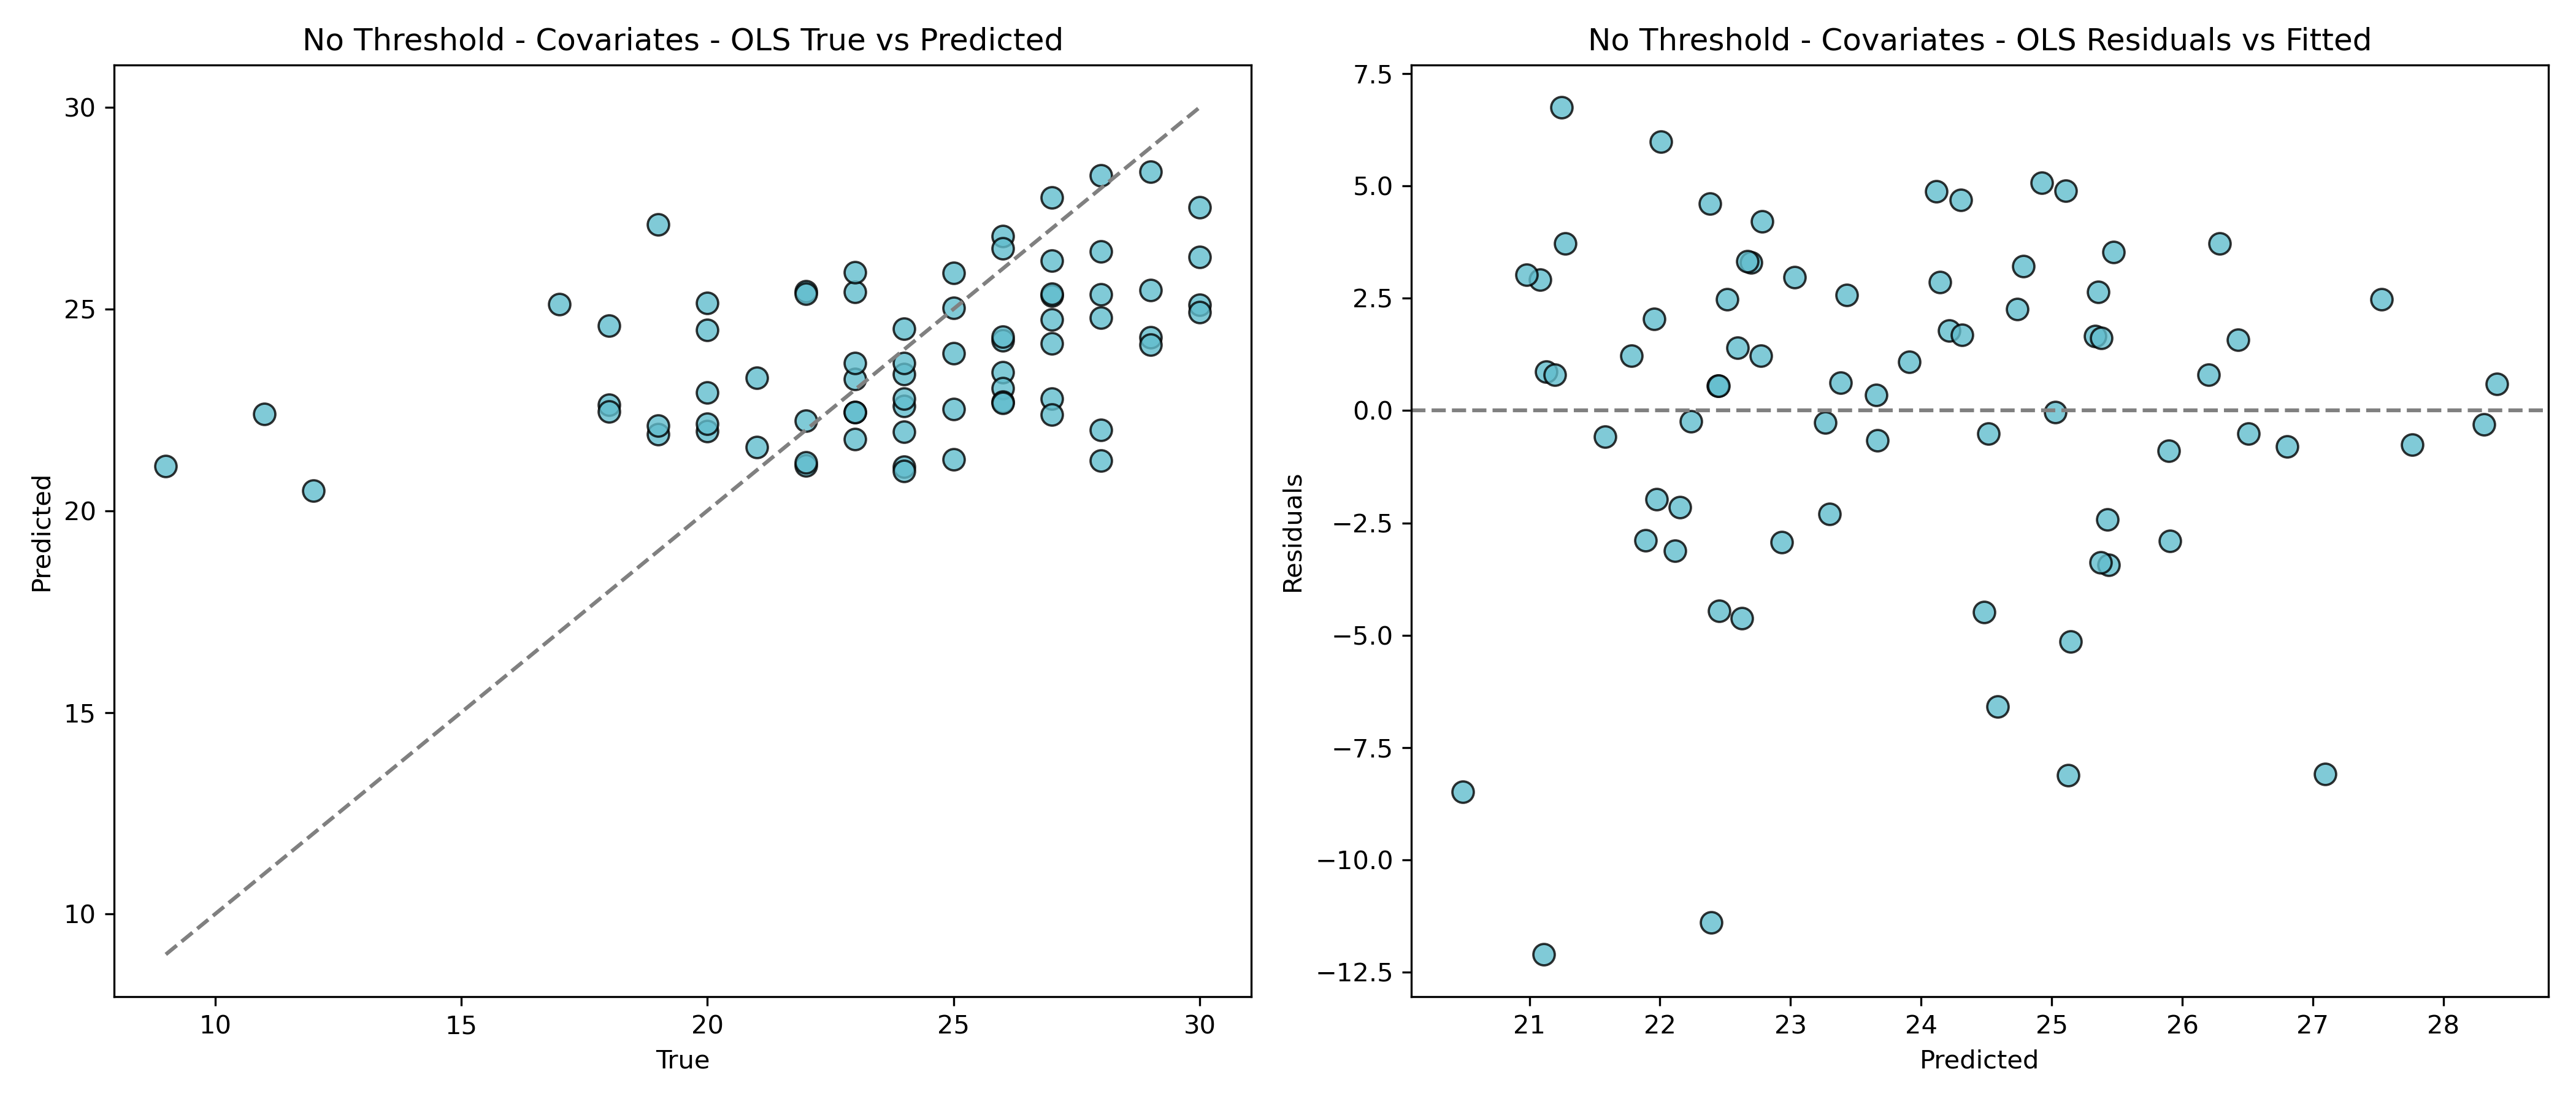 No Threshold - Covariates - OLS True vs Predicted
30
25
20
15
10
Predicted
10 15 20 25 30
True
No Threshold - Covariates - OLS Residuals vs Fitted
7.5
5.0
2.5
0.0
−2.5
−5.0
−7.5
−10.0
−12.5
Residuals
21 22 23 24 25 26 27 28
Predicted